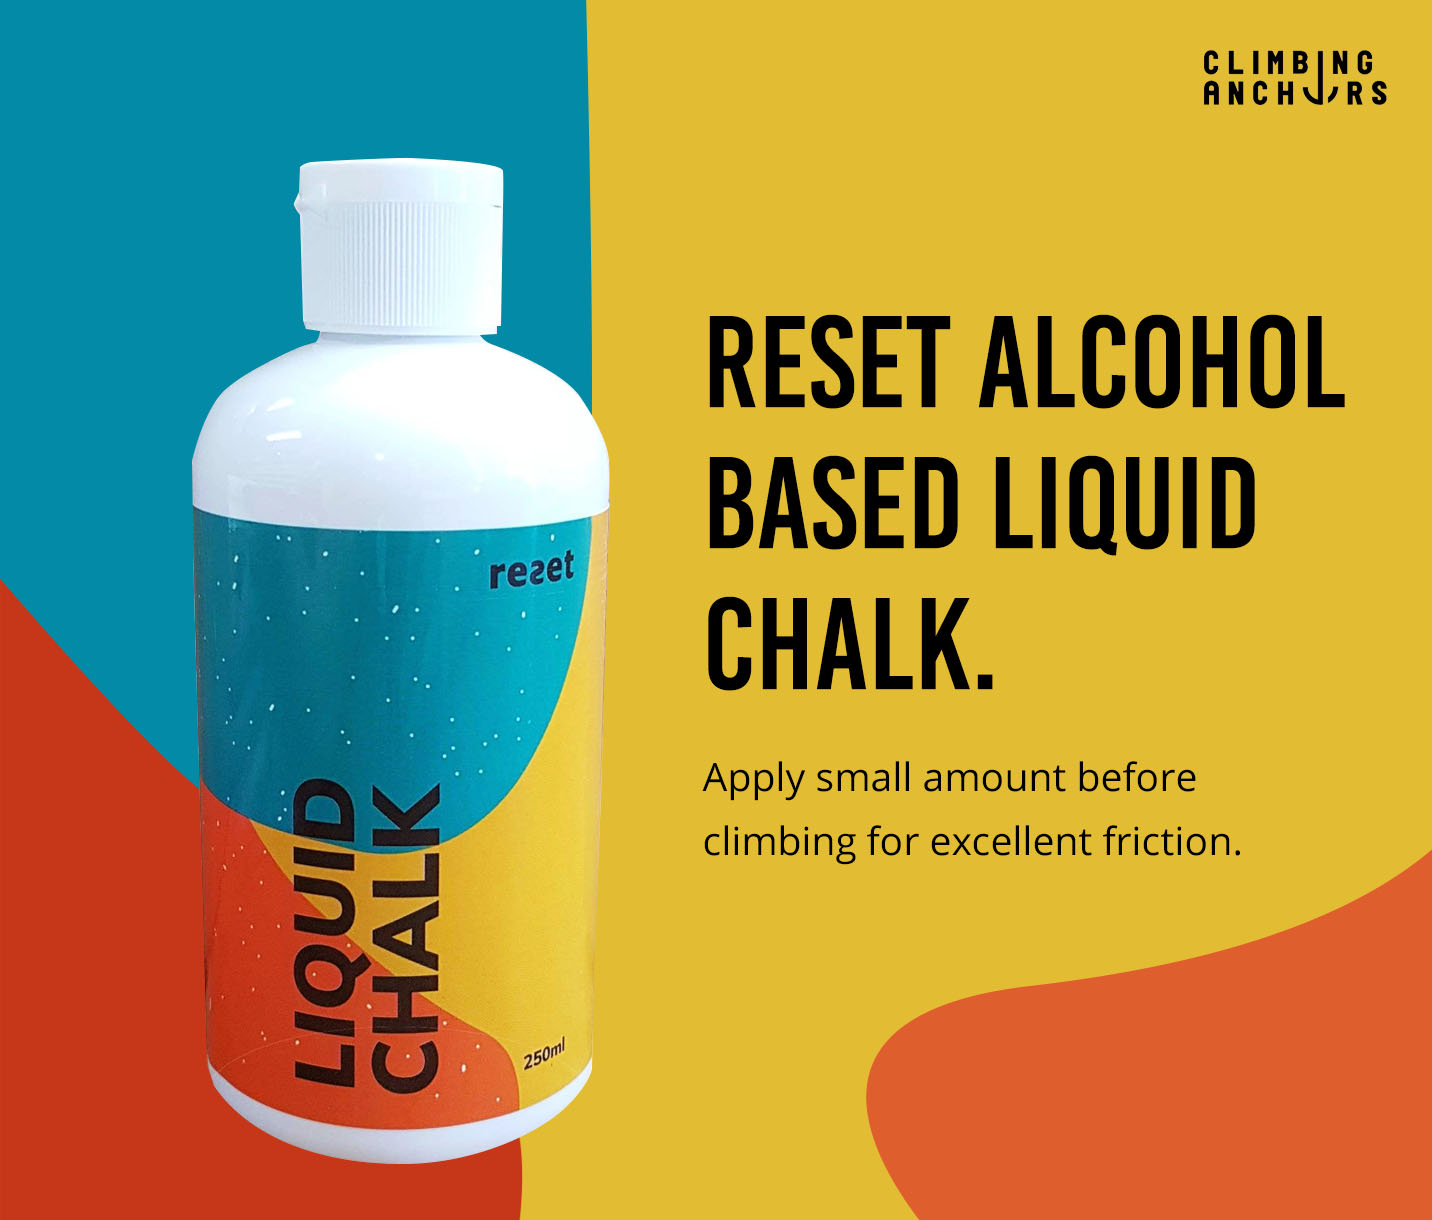 CLIMBING
ANCHORS
RESET ALCOHOL
BASED LIQUID
CHALK.
Apply small amount before
climbing for excellent friction.
reset
LIQUID
CHALK
250ml